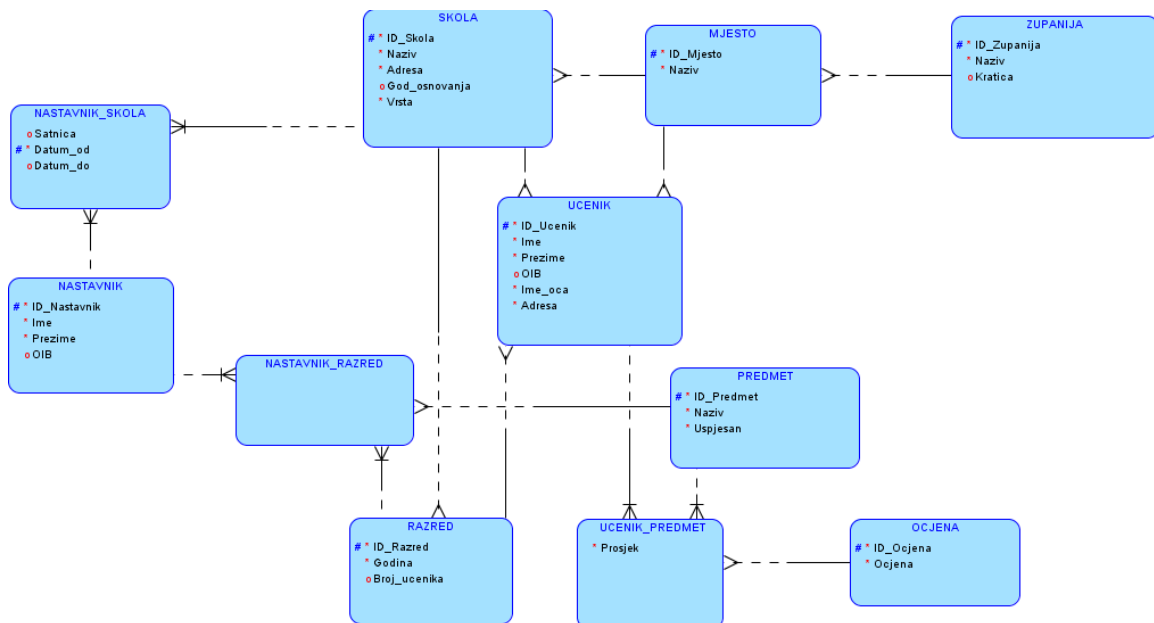 SKOLA
# * ID_Skola
* Naziv
* Adresa
o God_osnovanja
* Vrsta
MJESTO
# * ID_Mjesto
* Naziv
ZUPANIJA
# * ID_Zupanija
* Naziv
o Kratica
NASTAVNIK_SKOLA
o Satnica
# * Datum_od
o Datum_do
UCENIK
# * ID_Ucenik
* Ime
* Prezime
o OIB
* Ime_oca
* Adresa
NASTAVNIK
# * ID_Nastavnik
* Ime
* Prezime
o OIB
NASTAVNIK_RAZRED
PREDMET
# * ID_Predmet
* Naziv
* Uspjesan
RAZRED
# * ID_Razred
* Godina
o Broj_ucenika
UCENIK_PREDMET
* Prosjek
OCJENA
# * ID_Ocjena
* Ocjena